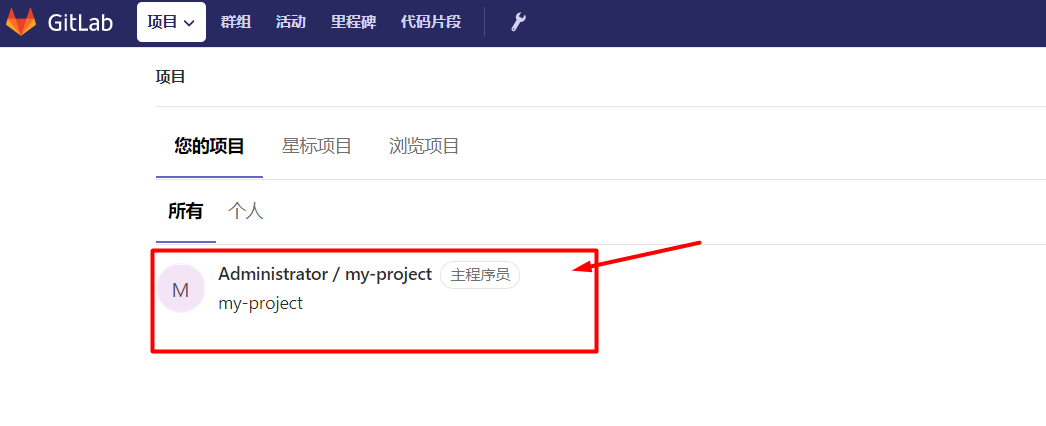 GitLab 项目 群组 活动 里程碑 代码片段
项目
您的项目 星标项目 浏览项目
所有 个人
M Administrator / my-project 主程序员
my-project